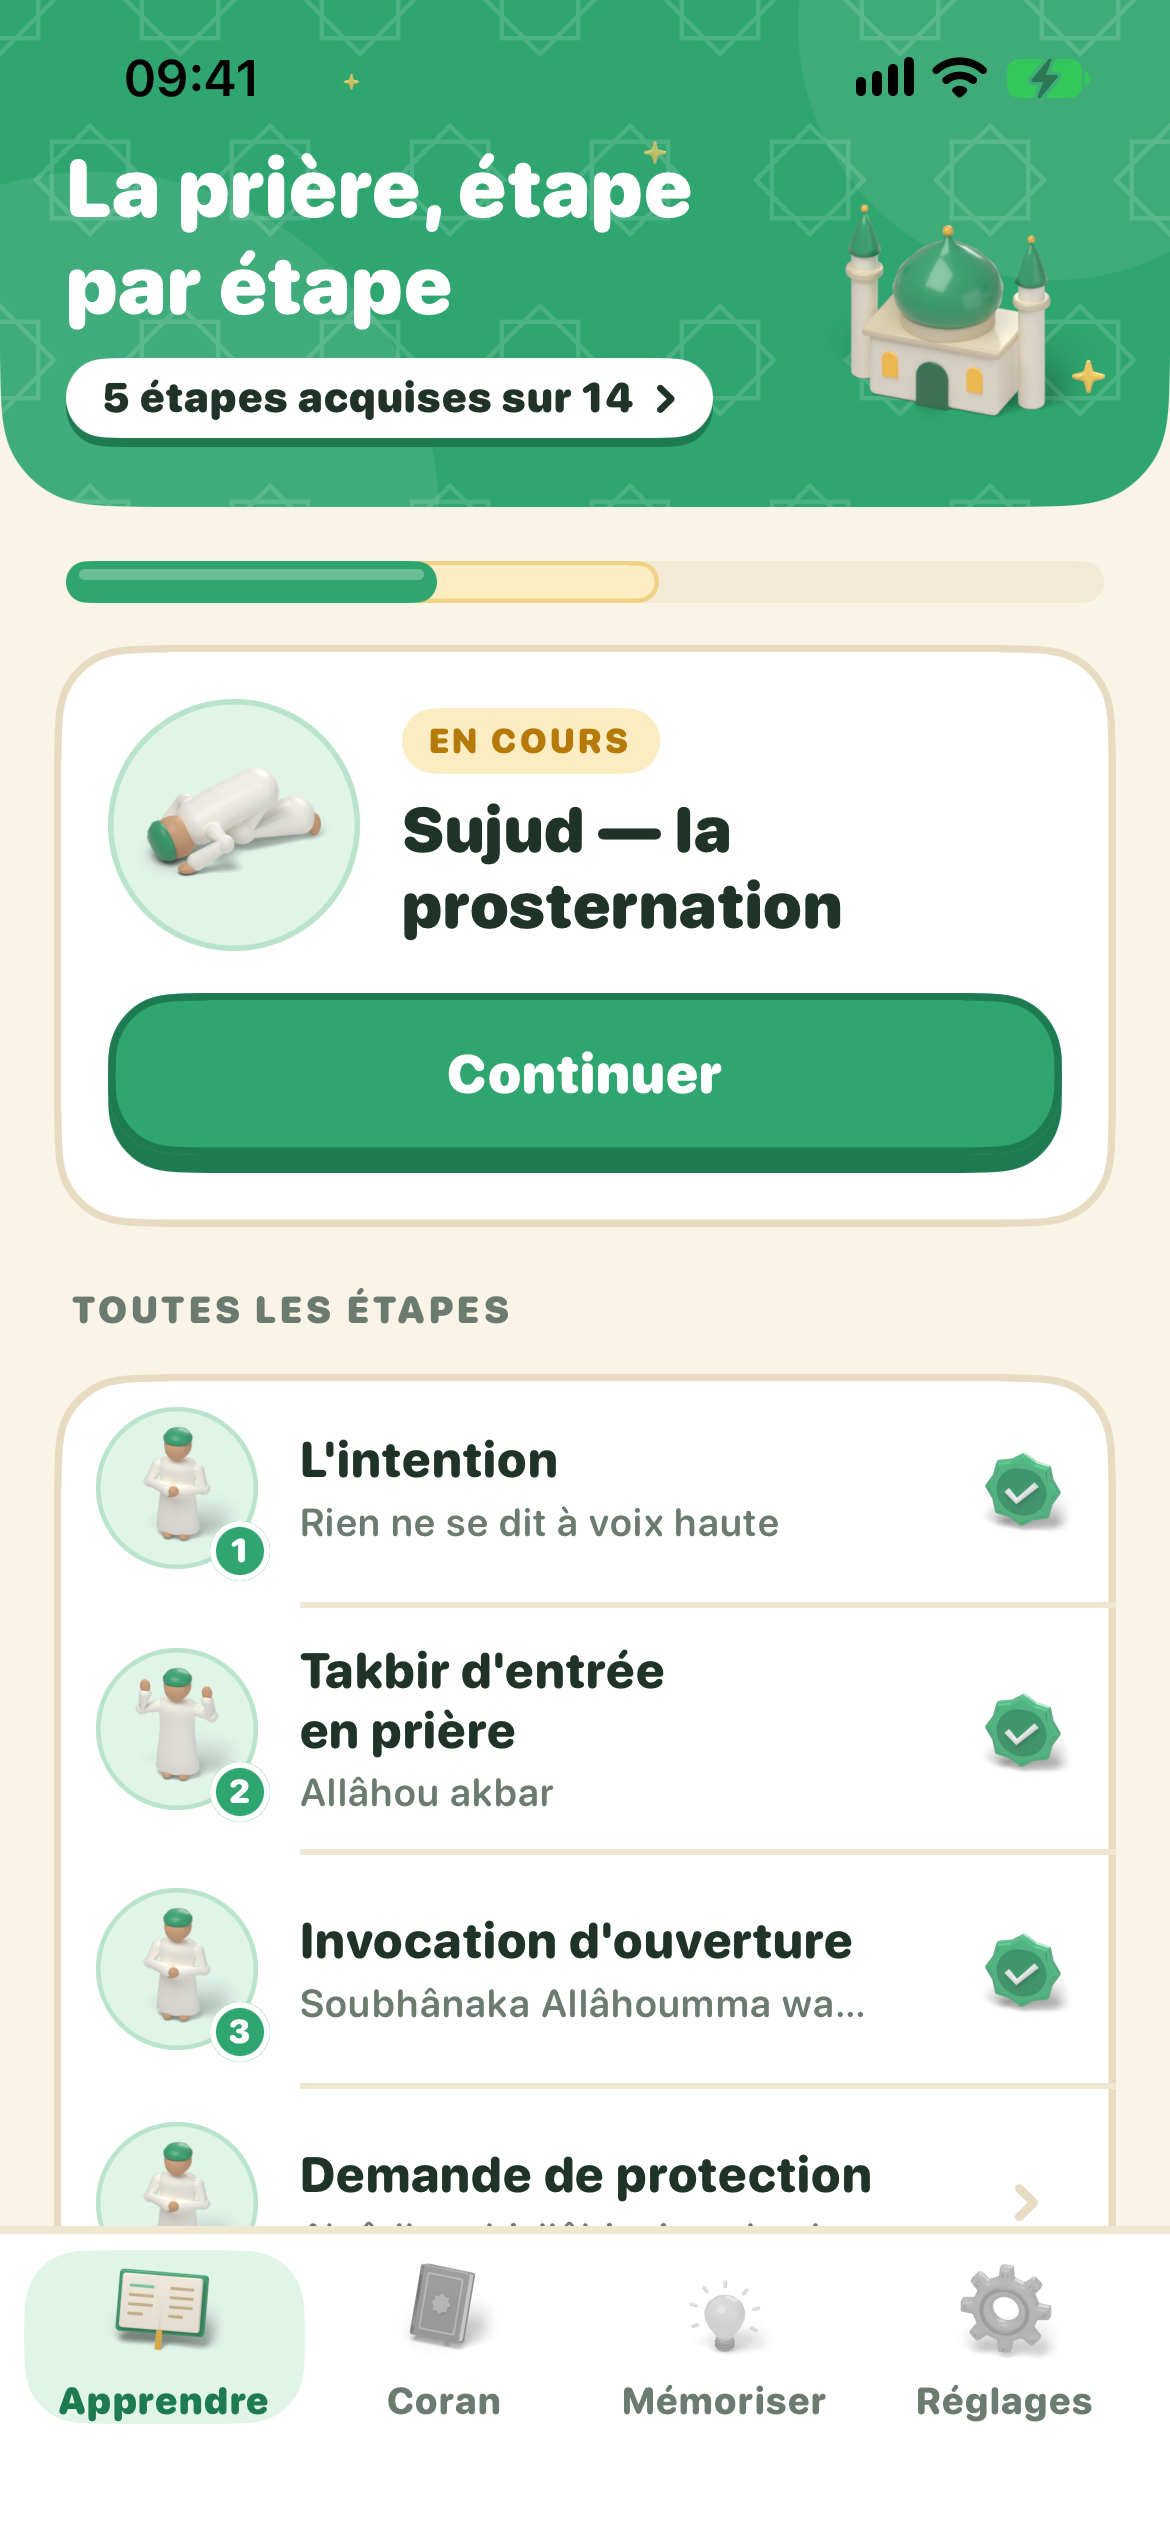 09:41
La prière, étape
par étape
5 étapes acquises sur 14
EN COURS
Sujud — la
prosternation
Continuer
TOUTES LES ÉTAPES
L'intention
Rien ne se dit à voix haute
1
Takbir d'entrée
en prière
Allâhou akbar
2
Invocation d'ouverture
Soubhânaka Allâhoumma wa...
3
Demande de protection
Apprendre
Coran
Mémoriser
Réglages